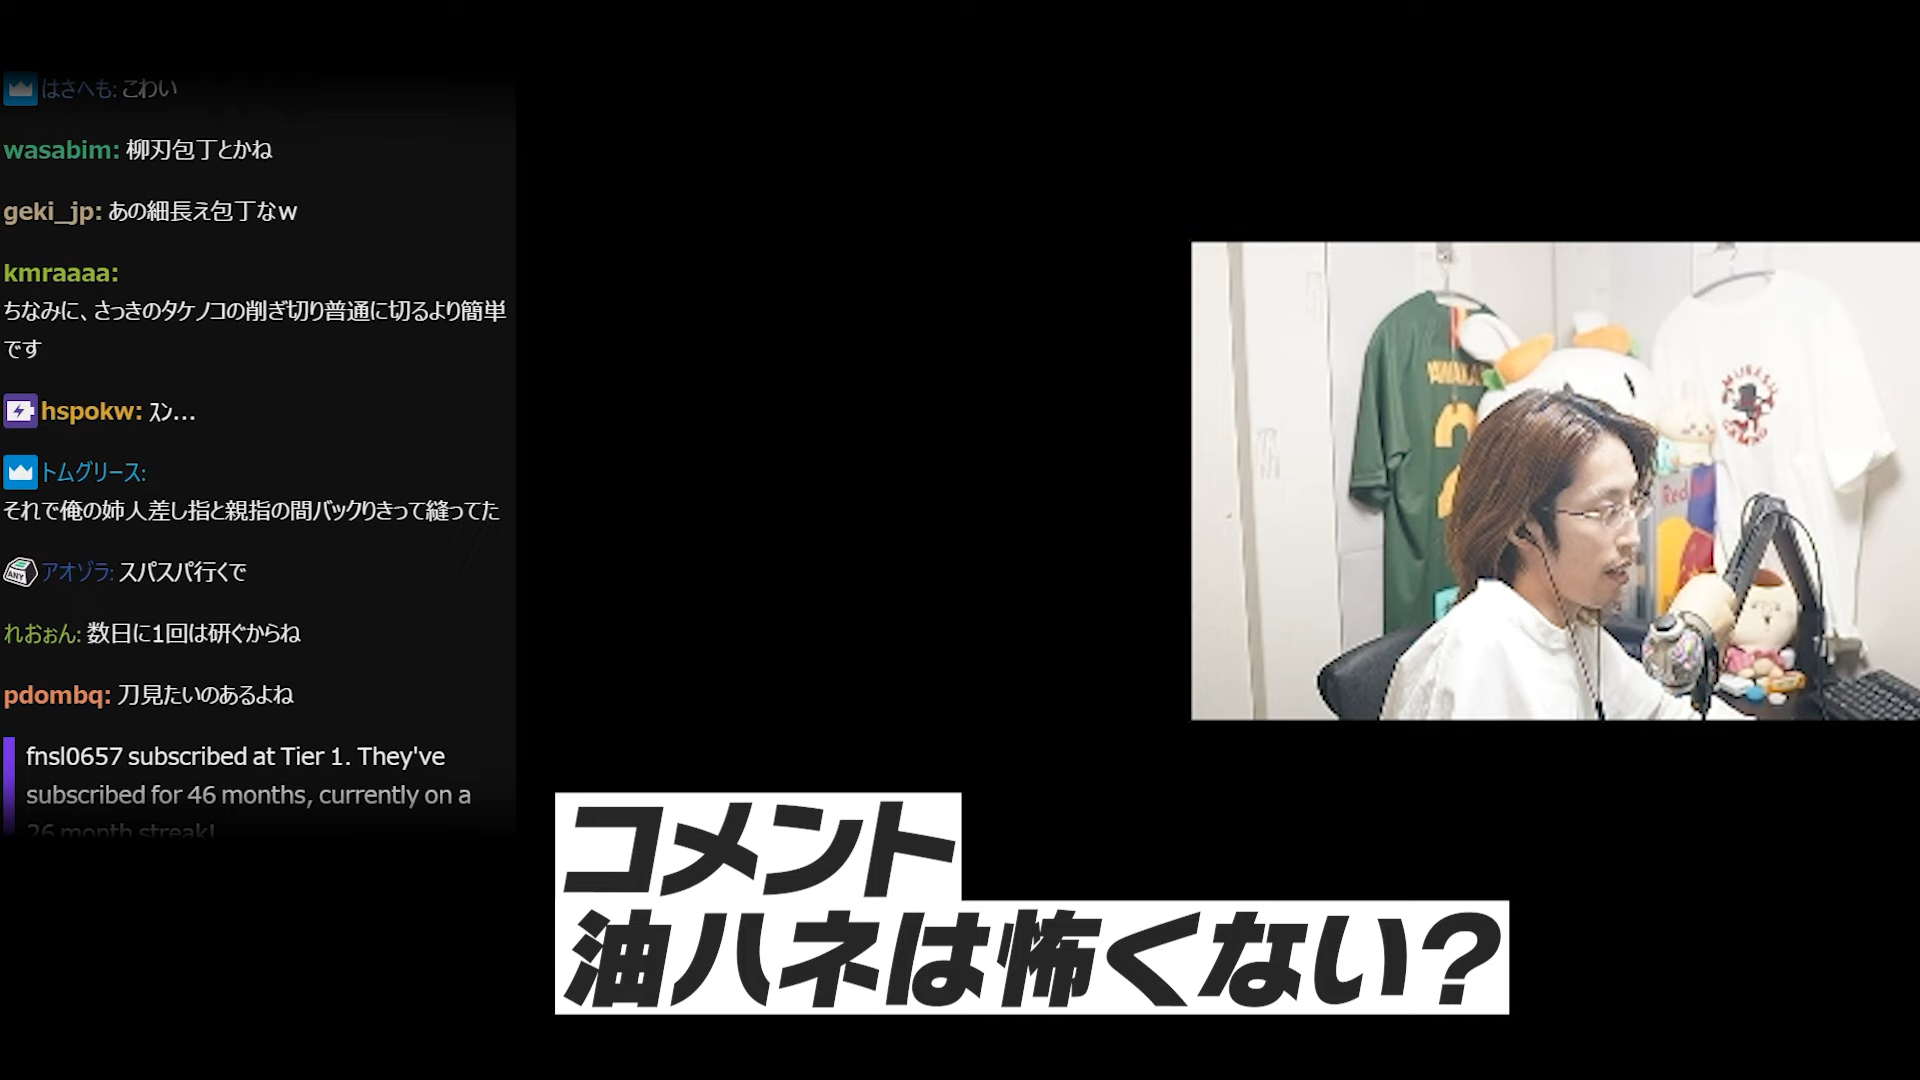 はさへも: こわい
wasabim: 柳刃包丁とかね
geki_jp: あの細長え包丁なｗ
kmraaaa:
ちなみに、さっきのタケノコの削ぎ切り普通に切るより簡単
です
hspokw: ｽﾝ…
トムグリース:
それで俺の姉人差し指と親指の間バックりきって縫ってた
ANY アオゾラ: スパスパ行くで
れおぉん: 数日に1回は研ぐからね
pdombq: 刀見たいのあるよね
fnsl0657 subscribed at Tier 1. They've
subscribed for 46 months, currently on a
26 month streak!
Red
コメント
油ハネは怖くない？